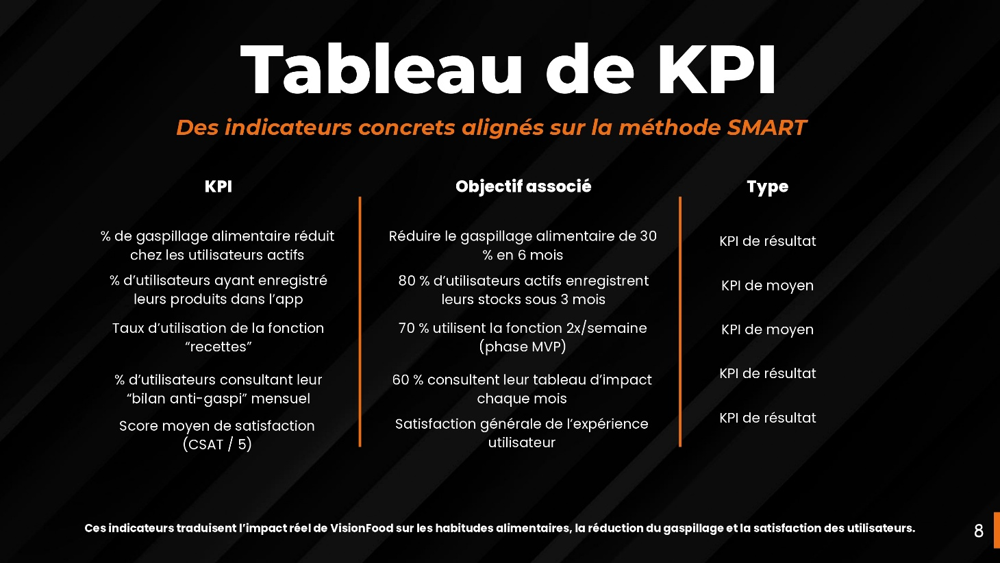 Tableau de KPI
Des indicateurs concrets alignés sur la méthode SMART
KPI
Objectif associé
Type
% de gaspillage alimentaire réduit
chez les utilisateurs actifs
Réduire le gaspillage alimentaire de 30
% en 6 mois
KPI de résultat
% d’utilisateurs ayant enregistré
leurs produits dans l’app
80 % d’utilisateurs actifs enregistrent
leurs stocks sous 3 mois
KPI de moyen
Taux d’utilisation de la fonction
“recettes”
70 % utilisent la fonction 2x/semaine
(phase MVP)
KPI de moyen
% d’utilisateurs consultant leur
“bilan anti-gaspi” mensuel
60 % consultent leur tableau d’impact
chaque mois
KPI de résultat
Score moyen de satisfaction
(CSAT / 5)
Satisfaction générale de l’expérience
utilisateur
KPI de résultat
Ces indicateurs traduisent l’impact réel de VisionFood sur les habitudes alimentaires, la réduction du gaspillage et la satisfaction des utilisateurs.
8